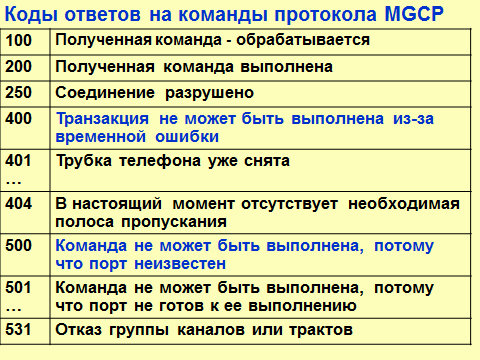 Коды ответов на команды протокола MGCP
100 Полученная команда - обрабатывается
200 Полученная команда выполнена
250 Соединение разрушено
400 Транзакция не может быть выполнена из-за
временной ошибки
401 Трубка телефона уже снята
...
404 В настоящий момент отсутствует необходимая
полоса пропускания
500 Команда не может быть выполнена, потому
что порт неизвестен
501 Команда не может быть выполнена, потому
... что порт не готов к ее выполнению
531 Отказ группы каналов или трактов